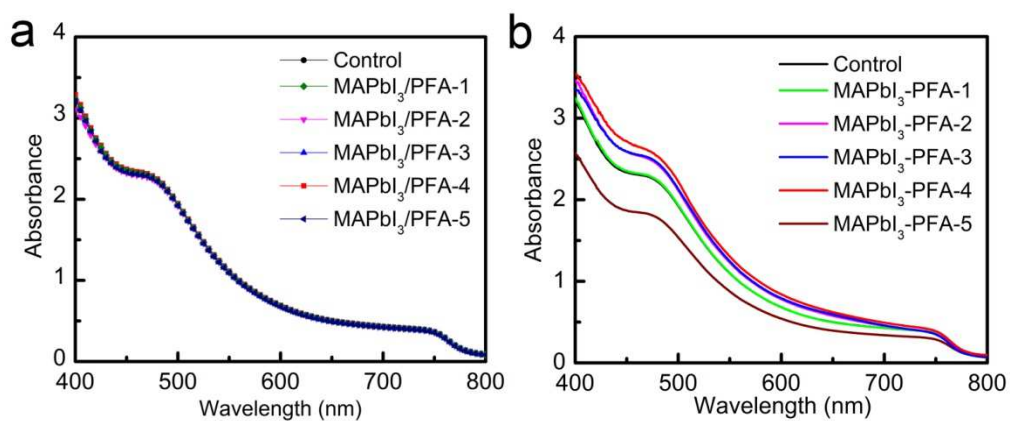 a
4
3
2
1
0
400
500
600
700
800
Absorbance
Wavelength (nm)
Control
MAPbI₃/PFA-1
MAPbI₃/PFA-2
MAPbI₃/PFA-3
MAPbI₃/PFA-4
MAPbI₃/PFA-5
b
4
3
2
1
0
400
500
600
700
800
Absorbance
Wavelength (nm)
Control
MAPbI₃-PFA-1
MAPbI₃-PFA-2
MAPbI₃-PFA-3
MAPbI₃-PFA-4
MAPbI₃-PFA-5